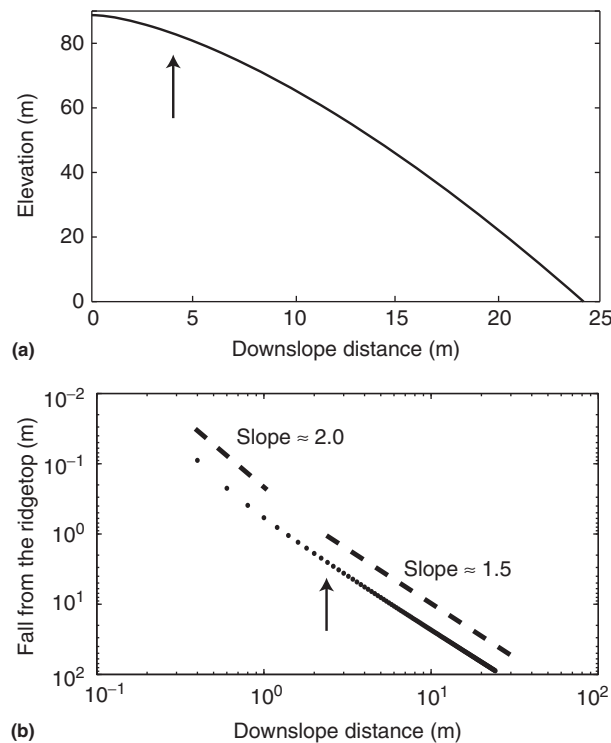 80
60
40
20
0
Elevation (m)
0 5 10 15 20 25
(a) Downslope distance (m)
10⁻²
10⁻¹
10⁰
10¹
10²
Fall from the ridgetop (m)
Slope ≈ 2.0
Slope ≈ 1.5
10⁻¹ 10⁰ 10¹ 10²
(b) Downslope distance (m)